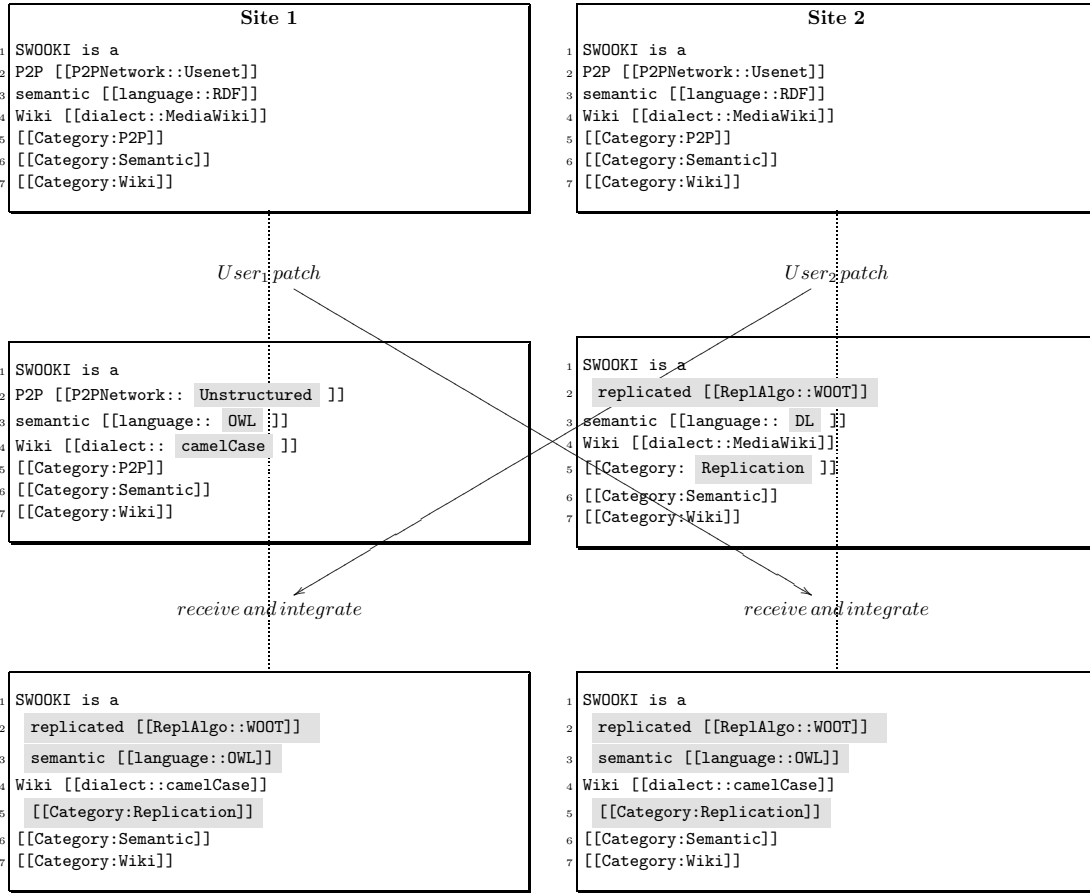 Site 1
1 SWOOKI is a
2 P2P [[P2PNetwork::Usenet]]
3 semantic [[language::RDF]]
4 Wiki [[dialect::MediaWiki]]
5 [[Category:P2P]]
6 [[Category:Semantic]]
7 [[Category:Wiki]]
Site 2
1 SWOOKI is a
2 P2P [[P2PNetwork::Usenet]]
3 semantic [[language::RDF]]
4 Wiki [[dialect::MediaWiki]]
5 [[Category:P2P]]
6 [[Category:Semantic]]
7 [[Category:Wiki]]
User₁ patch
User₂ patch
1 SWOOKI is a
2 P2P [[P2PNetwork:: Unstructured ]]
3 semantic [[language:: OWL ]]
4 Wiki [[dialect:: camelCase ]]
5 [[Category:P2P]]
6 [[Category:Semantic]]
7 [[Category:Wiki]]
1 SWOOKI is a
2 replicated [[ReplAlgo::WOOT]]
3 semantic [[language:: DL ]]
4 Wiki [[dialect::MediaWiki]]
5 [[Category: Replication ]]
6 [[Category:Semantic]]
7 [[Category:Wiki]]
receive and integrate
receive and integrate
1 SWOOKI is a
2 replicated [[ReplAlgo::WOOT]]
3 semantic [[language::OWL]]
4 Wiki [[dialect::camelCase]]
5 [[Category:Replication]]
6 [[Category:Semantic]]
7 [[Category:Wiki]]
1 SWOOKI is a
2 replicated [[ReplAlgo::WOOT]]
3 semantic [[language::OWL]]
4 Wiki [[dialect::camelCase]]
5 [[Category:Replication]]
6 [[Category:Semantic]]
7 [[Category:Wiki]]